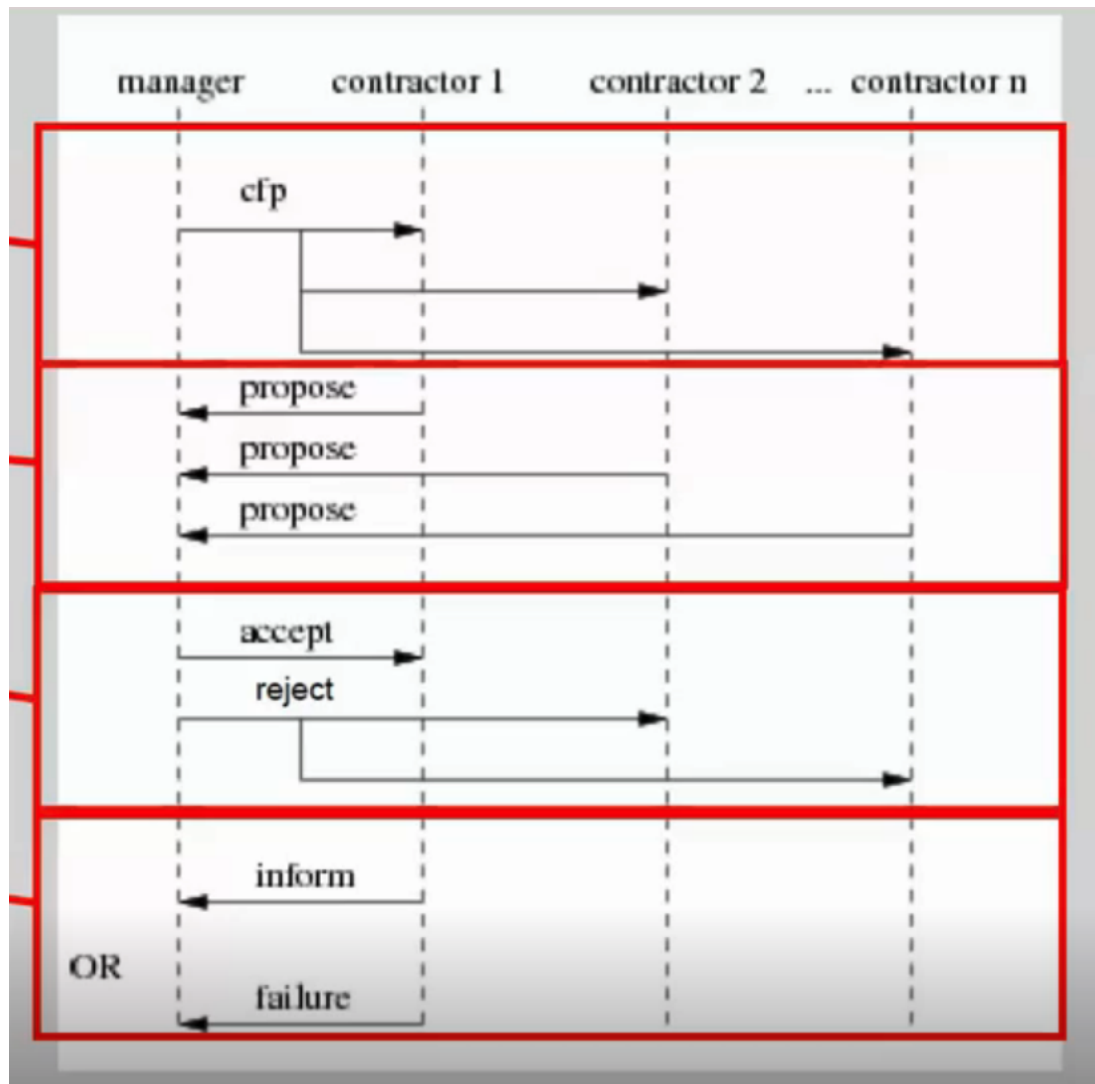 manager contractor 1 contractor 2 ... contractor n
cfp
propose
propose
propose
accept
reject
inform
OR
failure